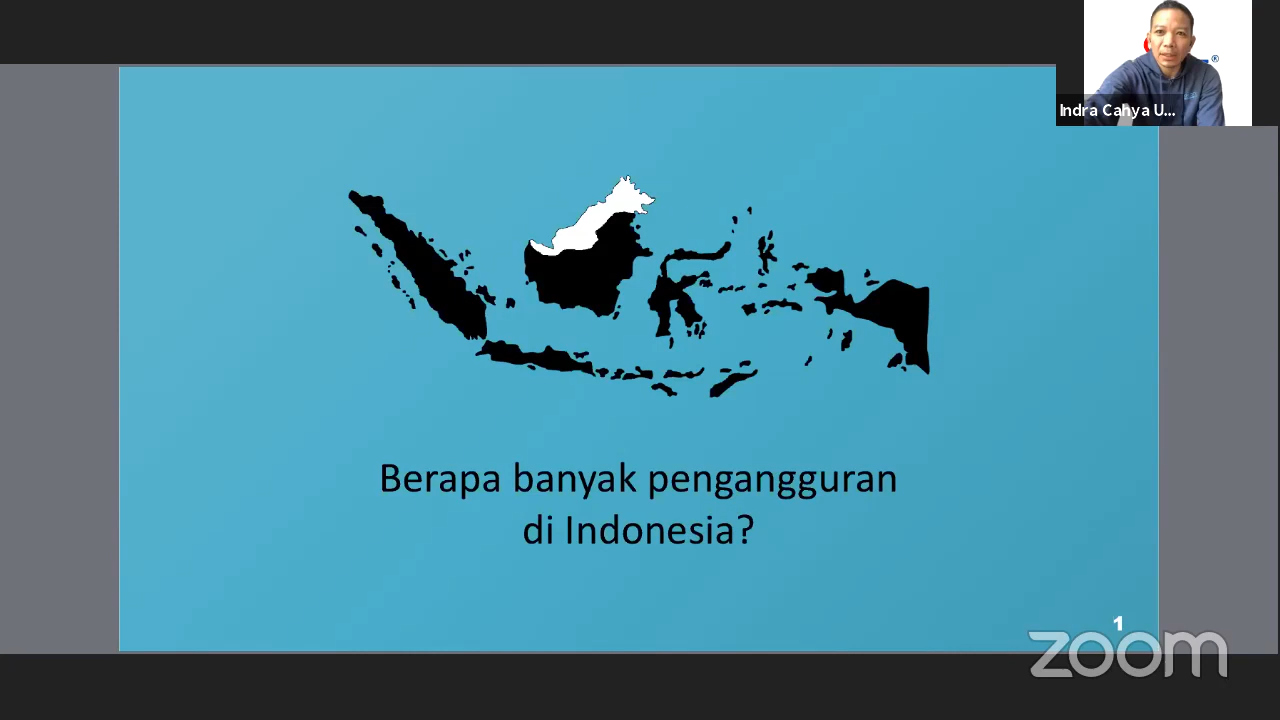 Indra Cahya U...
Berapa banyak pengangguran
di Indonesia?
1
zoom
®